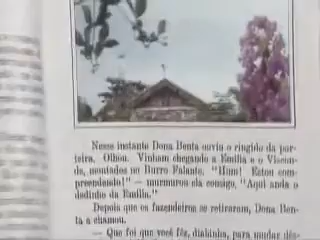 Nesse instante Dona Benta ouviu o ringido da por-
teira. Olhou. Vinham chegando a Emília e o Viscon-
de, montados no Burro Falante. "Hum! Estou com-
preendendo!" — murmurou ela consigo, "Aqui anda o
dedinho da Emília."
Depois que os fazendeiros se retiraram, Dona Ben-
ta a chamou.
— Que foi que você fêz, diabinha, para mudar dês-